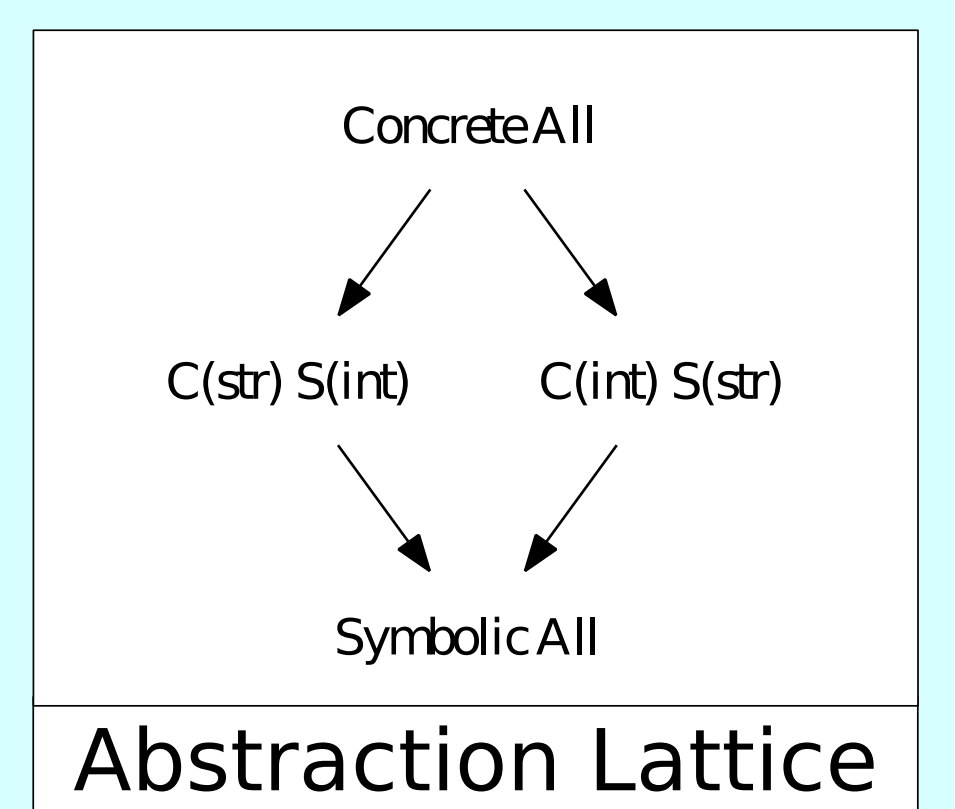 Concrete All
C(str) S(int) C(int) S(str)
Symbolic All
Abstraction Lattice